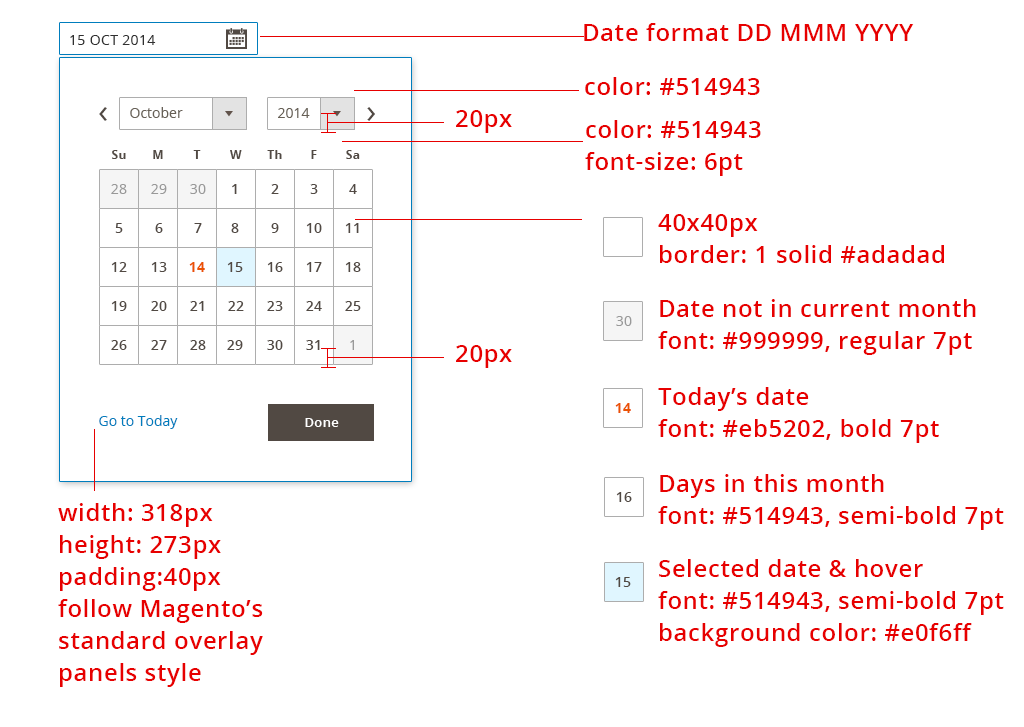 15 OCT 2014
Date format DD MMM YYYY
October 2014
color: #514943
20px
color: #514943
font-size: 6pt
Su M T W Th F Sa
28 29 30 1 2 3 4
5 6 7 8 9 10 11
12 13 14 15 16 17 18
19 20 21 22 23 24 25
26 27 28 29 30 31 1
20px
Go to Today
Done
width: 318px
height: 273px
padding:40px
follow Magento’s
standard overlay
panels style
40x40px
border: 1 solid #adadad
30
Date not in current month
font: #999999, regular 7pt
14
Today’s date
font: #eb5202, bold 7pt
16
Days in this month
font: #514943, semi-bold 7pt
15
Selected date & hover
font: #514943, semi-bold 7pt
background color: #e0f6ff